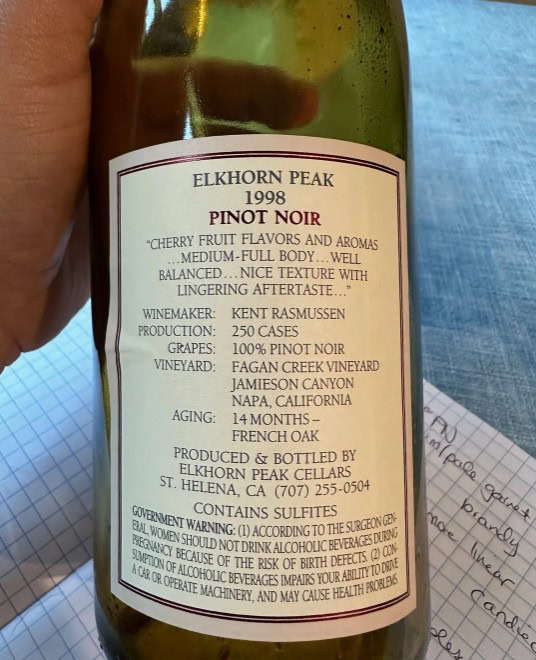 ELKHORN PEAK
1998
PINOT NOIR
"CHERRY FRUIT FLAVORS AND AROMAS
...MEDIUM-FULL BODY...WELL
BALANCED...NICE TEXTURE WITH
LINGERING AFTERTASTE..."
WINEMAKER: KENT RASMUSSEN
PRODUCTION: 250 CASES
GRAPES: 100% PINOT NOIR
VINEYARD: FAGAN CREEK VINEYARD
JAMIESON CANYON
NAPA, CALIFORNIA
AGING: 14 MONTHS –
FRENCH OAK
PRODUCED & BOTTLED BY
ELKHORN PEAK CELLARS
ST. HELENA, CA (707) 255-0504
CONTAINS SULFITES
GOVERNMENT WARNING: (1) ACCORDING TO THE SURGEON GEN-
ERAL, WOMEN SHOULD NOT DRINK ALCOHOLIC BEVERAGES DURING
PREGNANCY BECAUSE OF THE RISK OF BIRTH DEFECTS. (2) CON-
SUMPTION OF ALCOHOLIC BEVERAGES IMPAIRS YOUR ABILITY TO DRIVE
A CAR OR OPERATE MACHINERY, AND MAY CAUSE HEALTH PROBLEMS.
PN
pale garnet
brandy
more linear